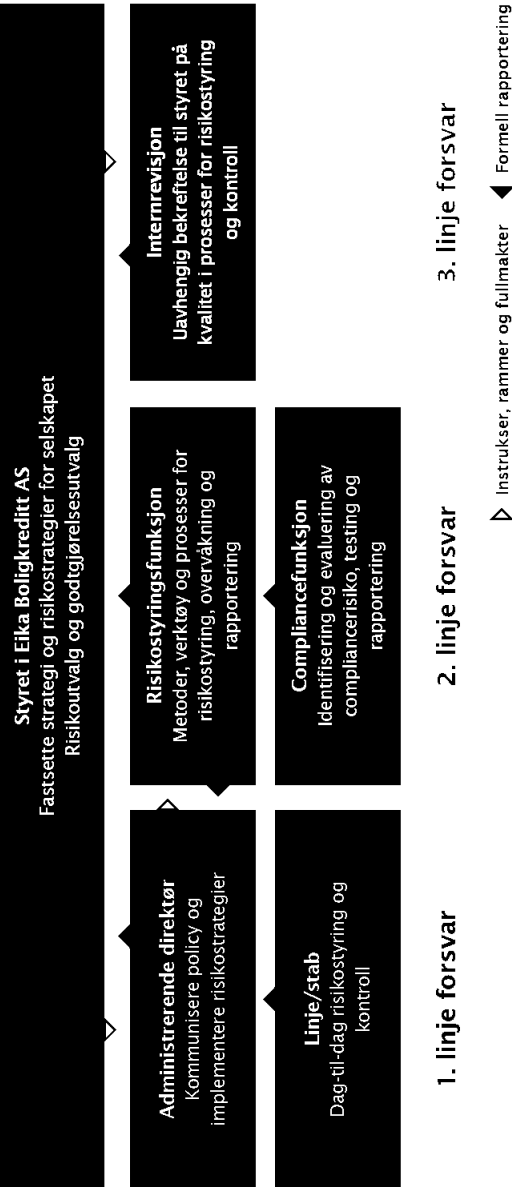 Styret i Eika Boligkreditt AS
Fastsette strategi og risikostrategier for selskapet
Risikoutvalg og godtgjørelsesutvalg
Administrerende direktør
Kommunisere policy og
implementere risikostrategier
Risikostyringsfunksjon
Metoder, verktøy og prosesser for
risikostyring, overvåkning og
rapportering
Internrevisjon
Uavhengig bekreftelse til styret på
kvalitet i prosesser for risikostyring
og kontroll
Linje/stab
Dag-til-dag risikostyring og
kontroll
Compliancefunksjon
Identifisering og evaluering av
compliancerisiko, testing og
rapportering
1. linje forsvar
2. linje forsvar
3. linje forsvar
Instrukser, rammer og fullmakter
Formell rapportering